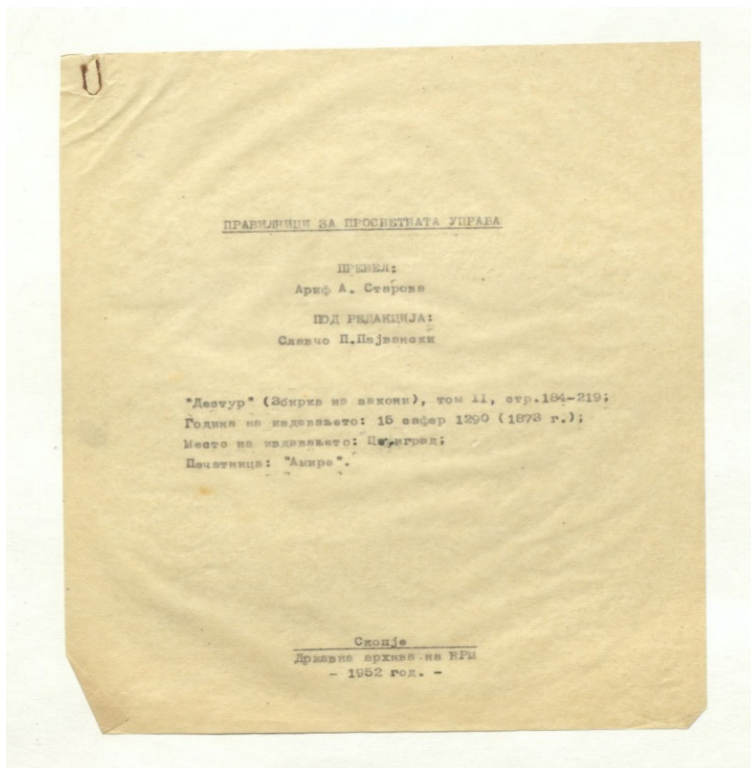 ПРАВИЛНИЦИ ЗА ПРОСВЕТНАТА УПРАВА
ПРЕВЕЛ:
Ариф А. Старова
ПОД РЕДАКЦИЈА:
Славчо П.Пајвански
"Дестур" (Збирка на закони), том II, стр.184-219;
Година на издавањето: 15 сафер 1290 (1873 г.);
Место на издавањето: Цариград;
Печатница: "Амире".
Скопје
Државна архива на НРМ
- 1952 год. -